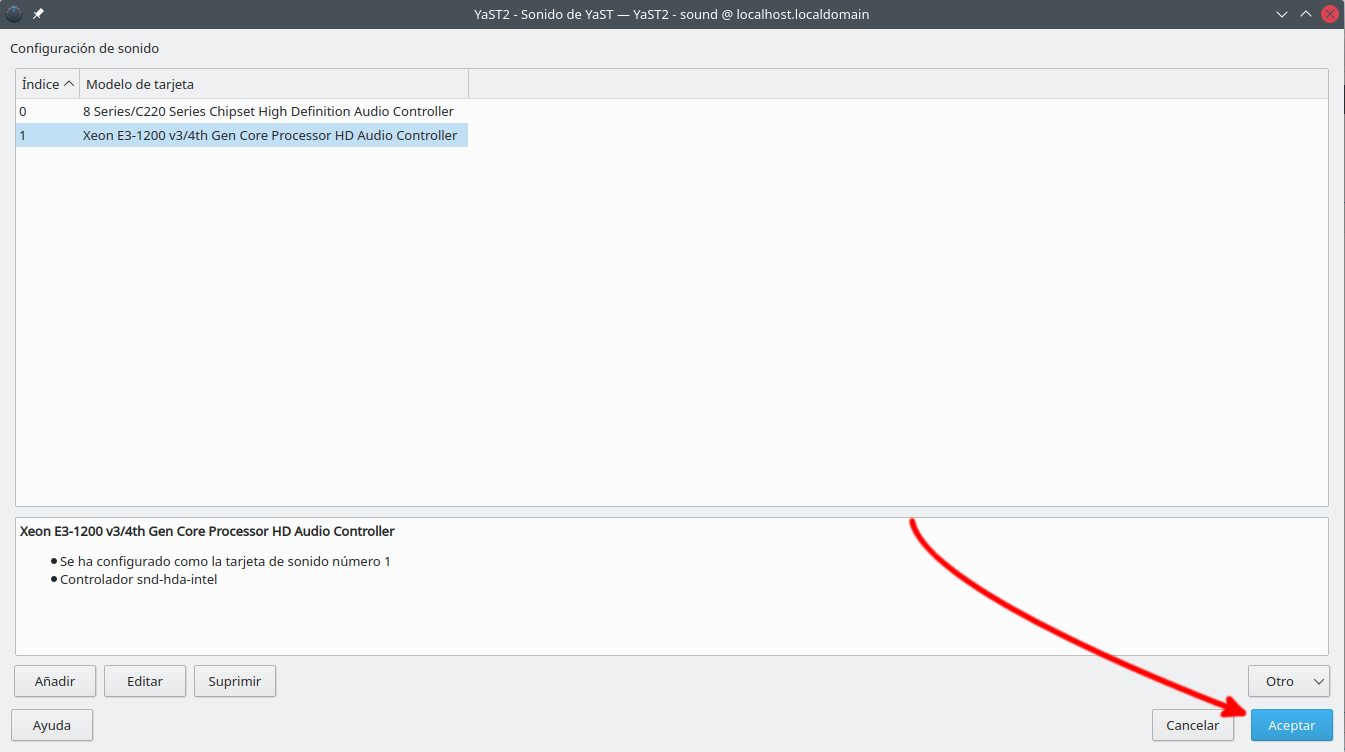 YaST2 - Sonido de YaST — YaST2 - sound @ localhost.localdomain
Configuración de sonido
Índice Modelo de tarjeta
0 8 Series/C220 Series Chipset High Definition Audio Controller
1 Xeon E3-1200 v3/4th Gen Core Processor HD Audio Controller
Xeon E3-1200 v3/4th Gen Core Processor HD Audio Controller
● Se ha configurado como la tarjeta de sonido número 1
● Controlador snd-hda-intel
Añadir Editar Suprimir Otro
Ayuda Cancelar Aceptar